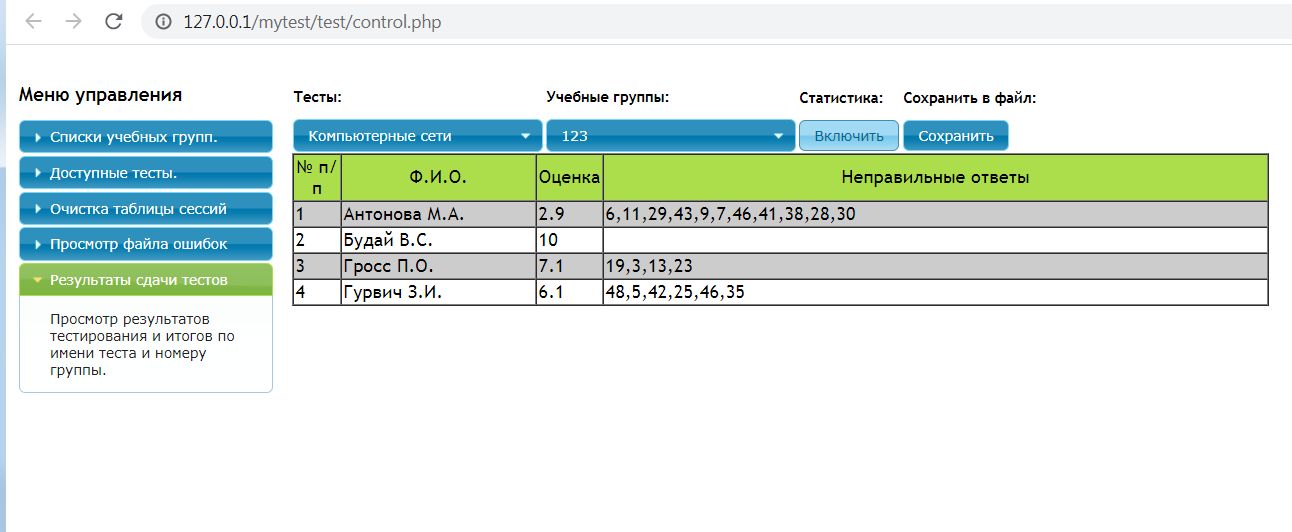 127.0.0.1/mytest/test/control.php
Меню управления
Списки учебных групп.
Доступные тесты.
Очистка таблицы сессий
Просмотр файла ошибок
Результаты сдачи тестов
Просмотр результатов
тестирования и итогов по
имени теста и номеру
группы.
Тесты: Учебные группы: Статистика: Сохранить в файл:
Компьютерные сети 123 Включить Сохранить
№ п/п Ф.И.О. Оценка Неправильные ответы
1 Антонова М.А. 2.9 6,11,29,43,9,7,46,41,38,28,30
2 Будай В.С. 10
3 Гросс П.О. 7.1 19,3,13,23
4 Гурвич З.И. 6.1 48,5,42,25,46,35